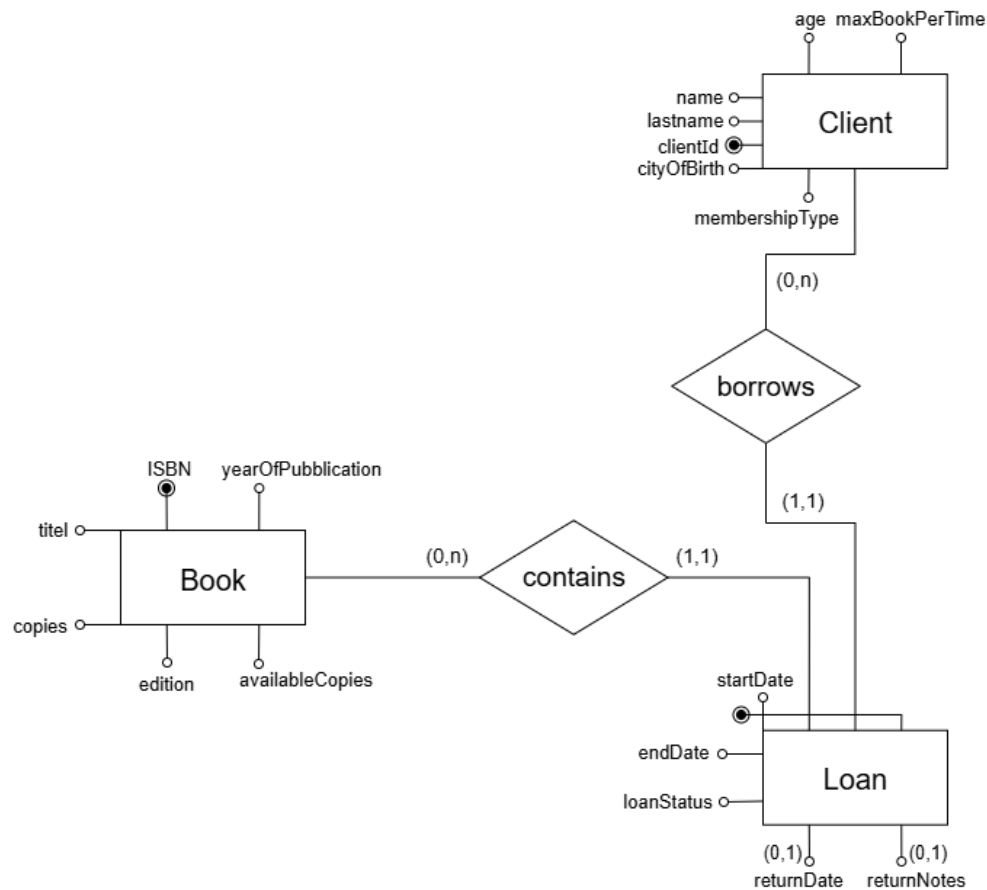 age maxBookPerTime
name
lastname
clientId
cityOfBirth
Client
membershipType
(0,n)
borrows
(1,1)
ISBN yearOfPubblication
titel
Book
copies
edition
availableCopies
(0,n)
contains
(1,1)
startDate
endDate
loanStatus
Loan
(0,1) (0,1)
returnDate returnNotes